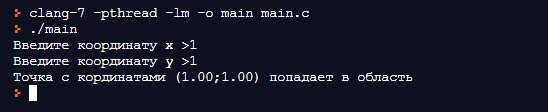 > clang-7 -pthread -lm -o main main.c
> ./main
Введите координату x >1
Введите координату y >1
Точка с кординатами (1.00;1.00) попадает в область
>